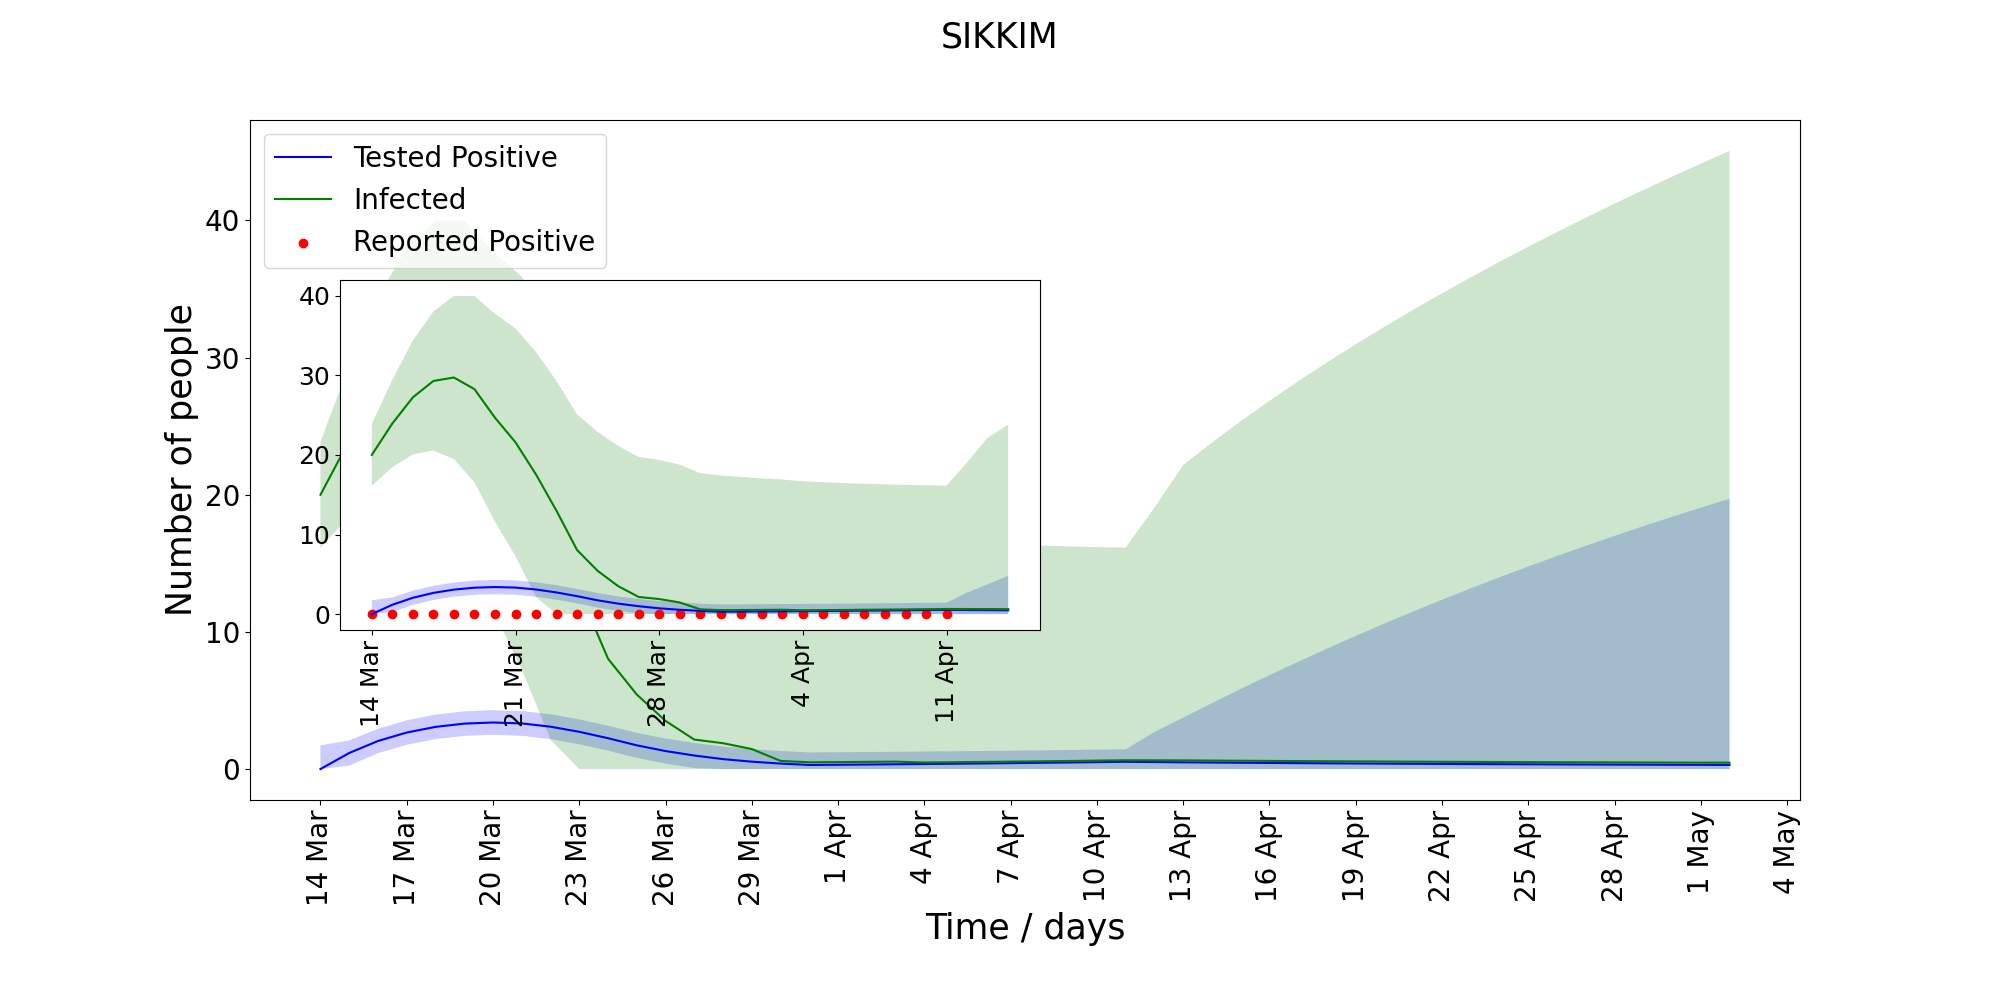 SIKKIM
Tested Positive
Infected
Reported Positive
Number of people
40
30
20
10
0
40
30
20
10
0
14 Mar
21 Mar
28 Mar
4 Apr
11 Apr
14 Mar
17 Mar
20 Mar
23 Mar
26 Mar
29 Mar
1 Apr
4 Apr
7 Apr
10 Apr
13 Apr
16 Apr
19 Apr
22 Apr
25 Apr
28 Apr
1 May
4 May
Time / days